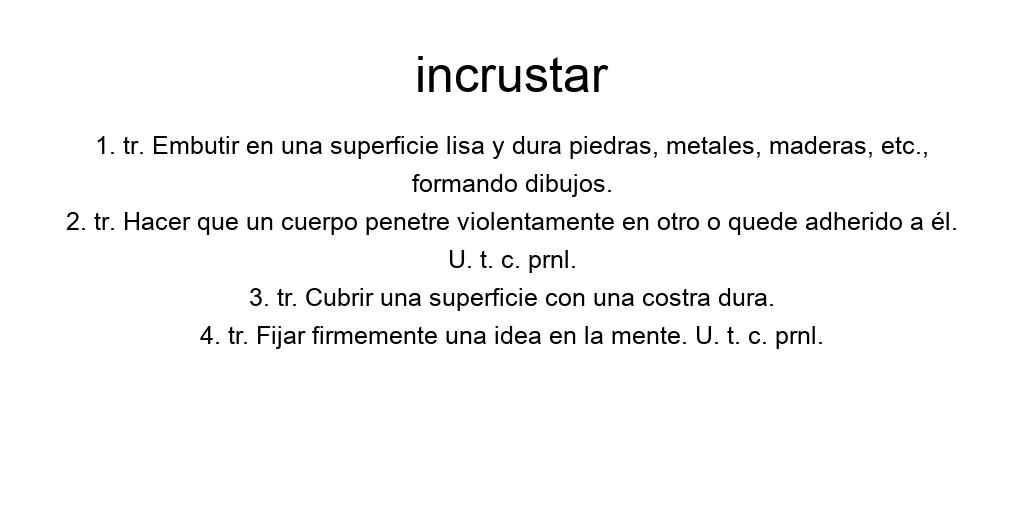 incrustar
1. tr. Embutir en una superficie lisa y dura piedras, metales, maderas, etc.,
formando dibujos.
2. tr. Hacer que un cuerpo penetre violentamente en otro o quede adherido a él.
U. t. c. prnl.
3. tr. Cubrir una superficie con una costra dura.
4. tr. Fijar firmemente una idea en la mente. U. t. c. prnl.